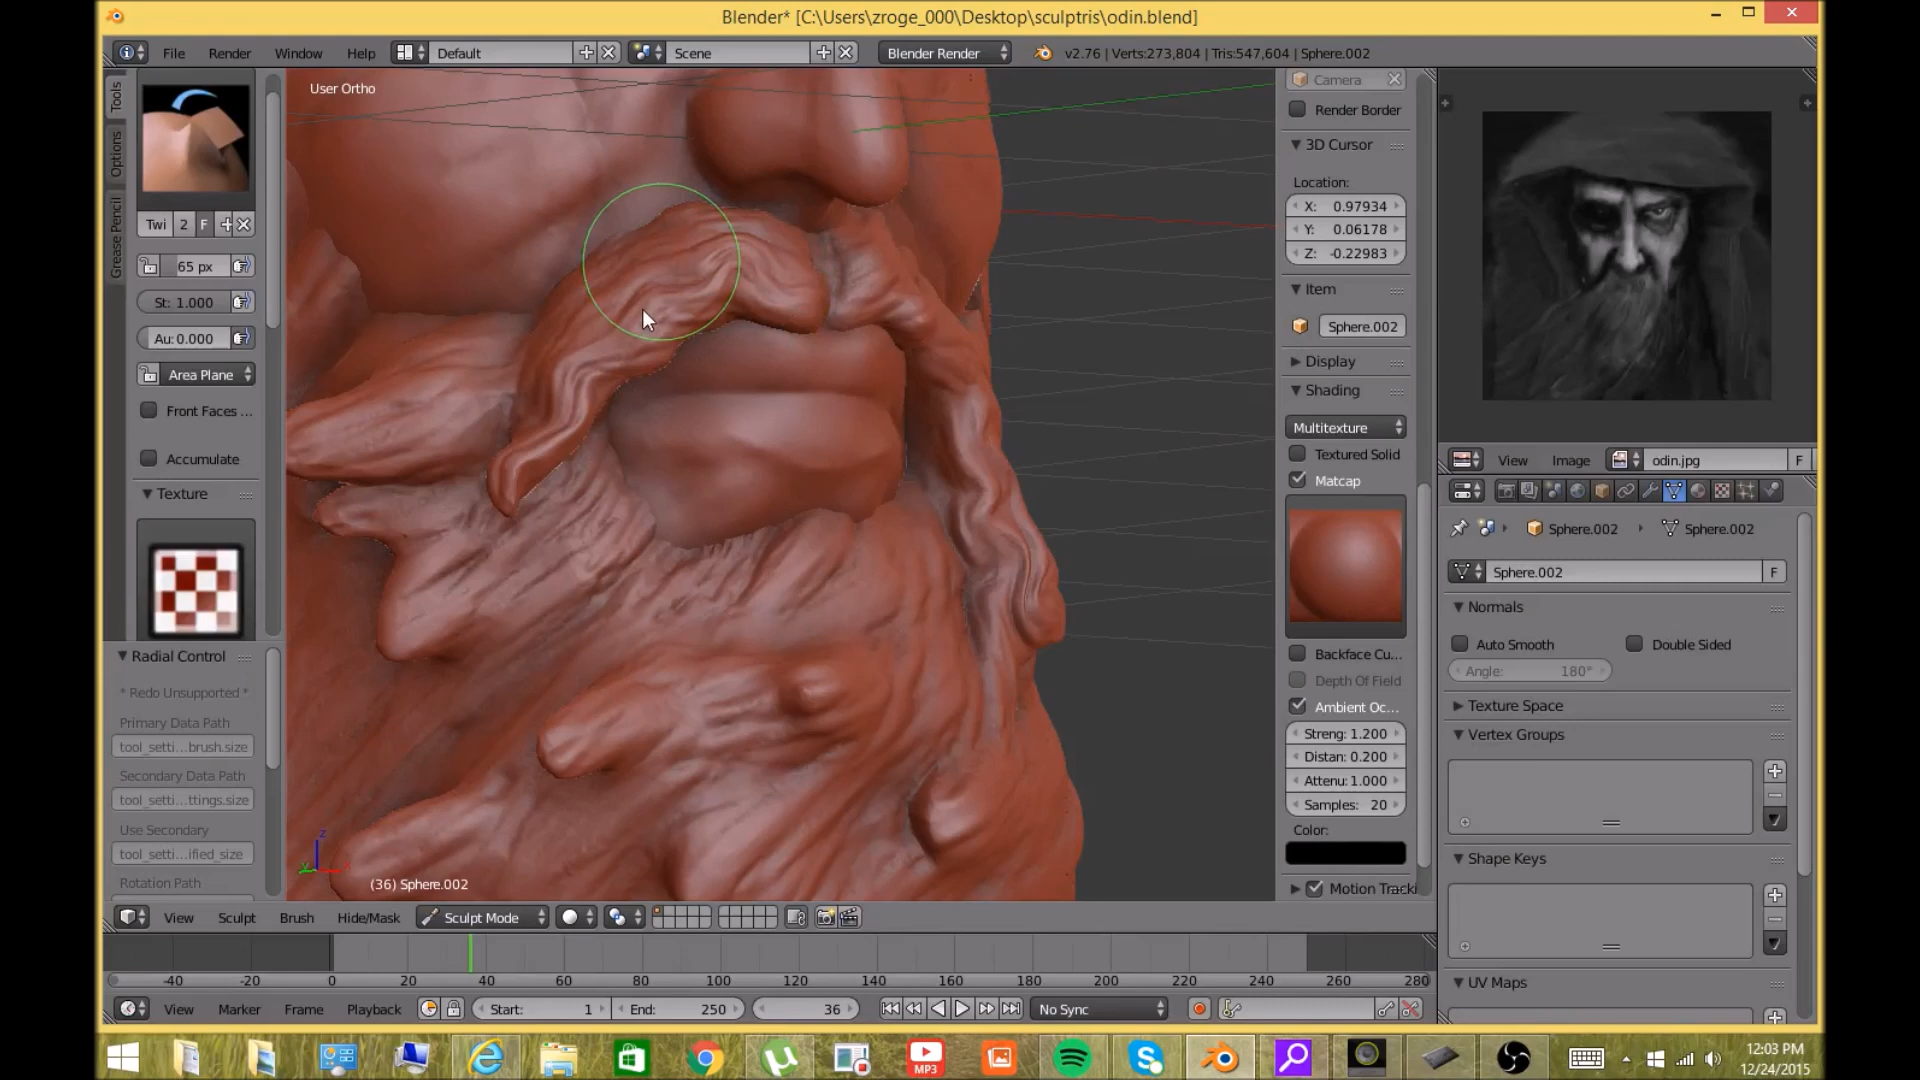 Blender* [C:\Users\zroge_000\Desktop\sculptris\odin.blend]
File Render Window Help Default Scene Blender Render v2.76 | Verts:273,804 | Tris:547,604 | Sphere.002
Tools
Options
Grease Pencil
Twi 2 F
65 px
St: 1.000
Au: 0.000
Area Plane
Front Faces ...
Accumulate
Texture
Radial Control
* Redo Unsupported *
Primary Data Path
tool_setti...brush.size
Secondary Data Path
tool_setti...ttings.size
Use Secondary
tool_setti...ified_size
Rotation Path
User Ortho
z
y
x
(36) Sphere.002
Camera
Render Border
3D Cursor
Location:
X: 0.97934
Y: 0.06178
Z: -0.22983
Item
Sphere.002
Display
Shading
Multitexture
Textured Solid
Matcap
Backface Cu...
Depth Of Field
Ambient Oc...
Streng: 1.200
Distan: 0.200
Attenu: 1.000
Samples: 20
Color:
Motion Tracki
View Image odin.jpg F
Sphere.002 Sphere.002
Sphere.002 F
Normals
Auto Smooth Double Sided
Angle: 180°
Texture Space
Vertex Groups
Shape Keys
UV Maps
View Sculpt Brush Hide/Mask Sculpt Mode
-40 -20 0 20 40 60 80 100 120 140 160 180 200 220 240 260 280
View Marker Frame Playback Start: 1 End: 250 36 No Sync
MP3
12:03 PM
12/24/2015